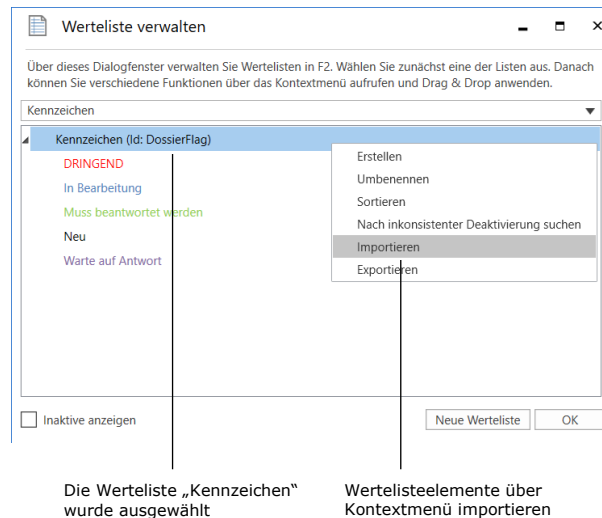 Werteliste verwalten
Über dieses Dialogfenster verwalten Sie Wertelisten in F2. Wählen Sie zunächst eine der Listen aus. Danach
können Sie verschiedene Funktionen über das Kontextmenü aufrufen und Drag & Drop anwenden.
Kennzeichen
Kennzeichen (Id: DossierFlag)
DRINGEND
In Bearbeitung
Muss beantwortet werden
Neu
Warte auf Antwort
Erstellen
Umbenennen
Sortieren
Nach inkonsistenter Deaktivierung suchen
Importieren
Exportieren
Inaktive anzeigen
Neue Werteliste
OK
Die Werteliste „Kennzeichen“
wurde ausgewählt
Wertelisteelemente über
Kontextmenü importieren